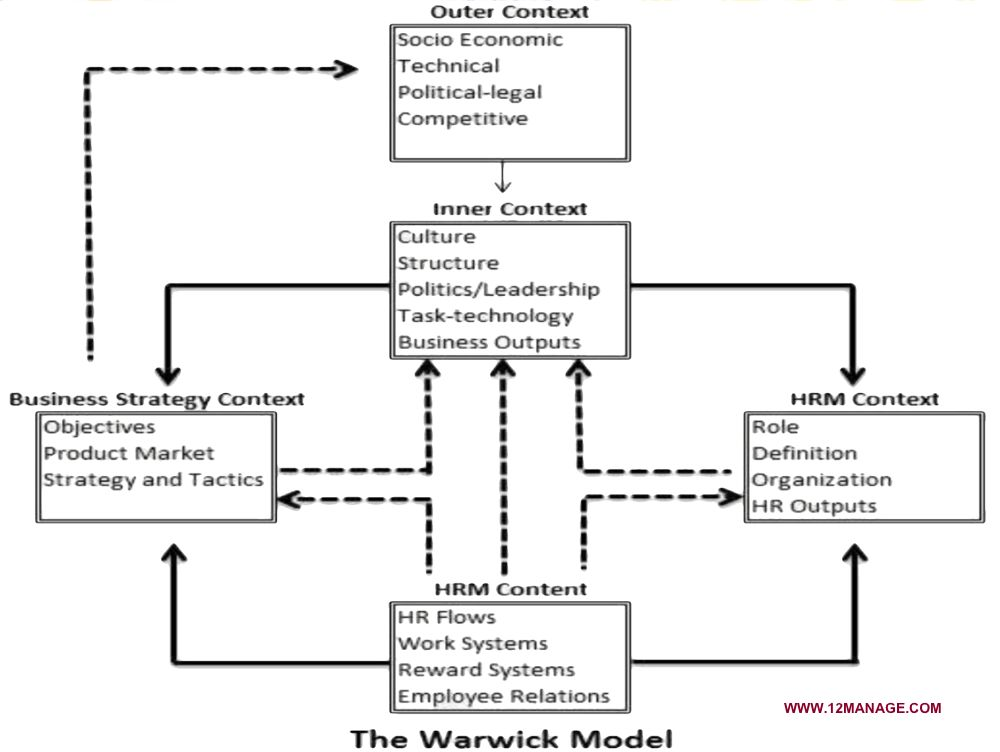 Outer Context
Socio Economic
Technical
Political-legal
Competitive
Inner Context
Culture
Structure
Politics/Leadership
Task-technology
Business Outputs
Business Strategy Context
Objectives
Product Market
Strategy and Tactics
HRM Context
Role
Definition
Organization
HR Outputs
HRM Content
HR Flows
Work Systems
Reward Systems
Employee Relations
WWW.12MANAGE.COM
The Warwick Model